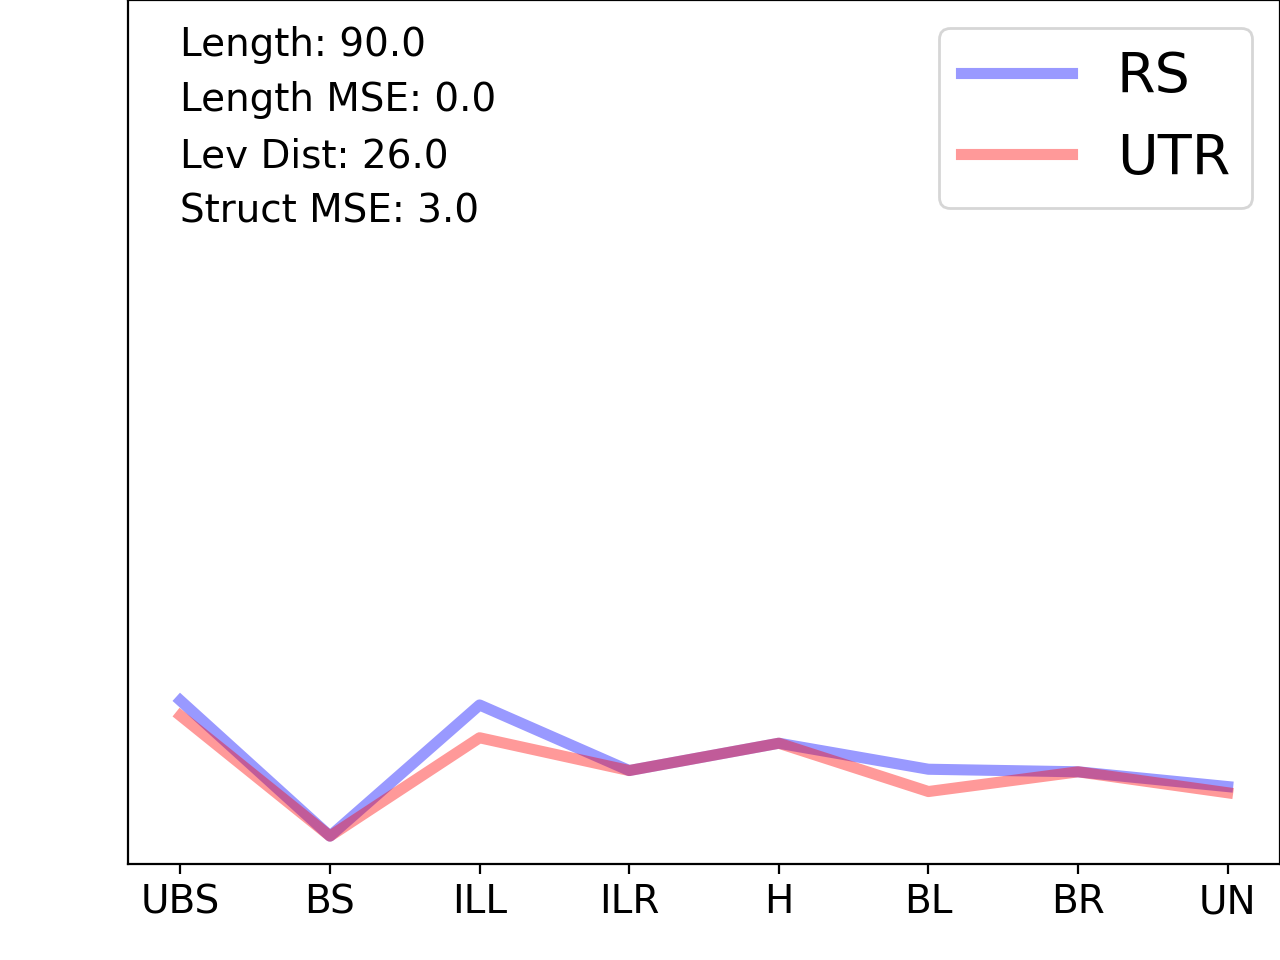 Length: 90.0
Length MSE: 0.0
Lev Dist: 26.0
Struct MSE: 3.0
RS
UTR
UBS BS ILL ILR H BL BR UN